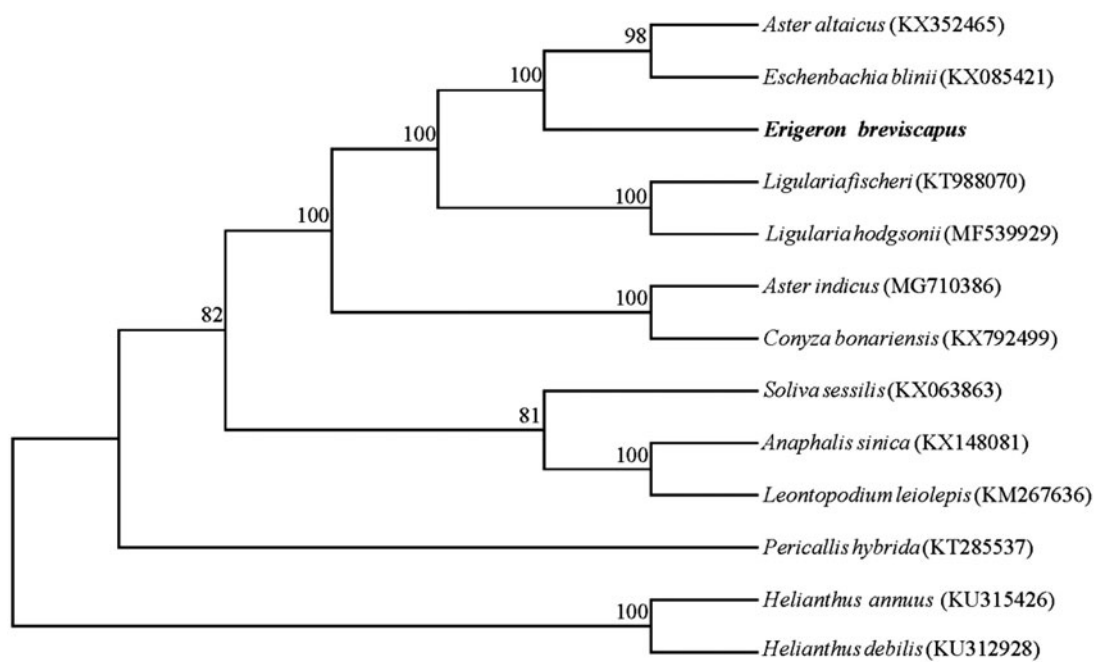 Aster altaicus (KX352465)
98
Eschenbachia blinii (KX085421)
100
Erigeron breviscapus
100
Ligulariafischeri (KT988070)
100
100
Ligularia hodgsonii (MF539929)
Aster indicus (MG710386)
100
82
Conyza bonariensis (KX792499)
Soliva sessilis (KX063863)
81
Anaphalis sinica (KX148081)
100
Leontopodium leiolepis (KM267636)
Pericallis hybrida (KT285537)
Helianthus annuus (KU315426)
100
Helianthus debilis (KU312928)